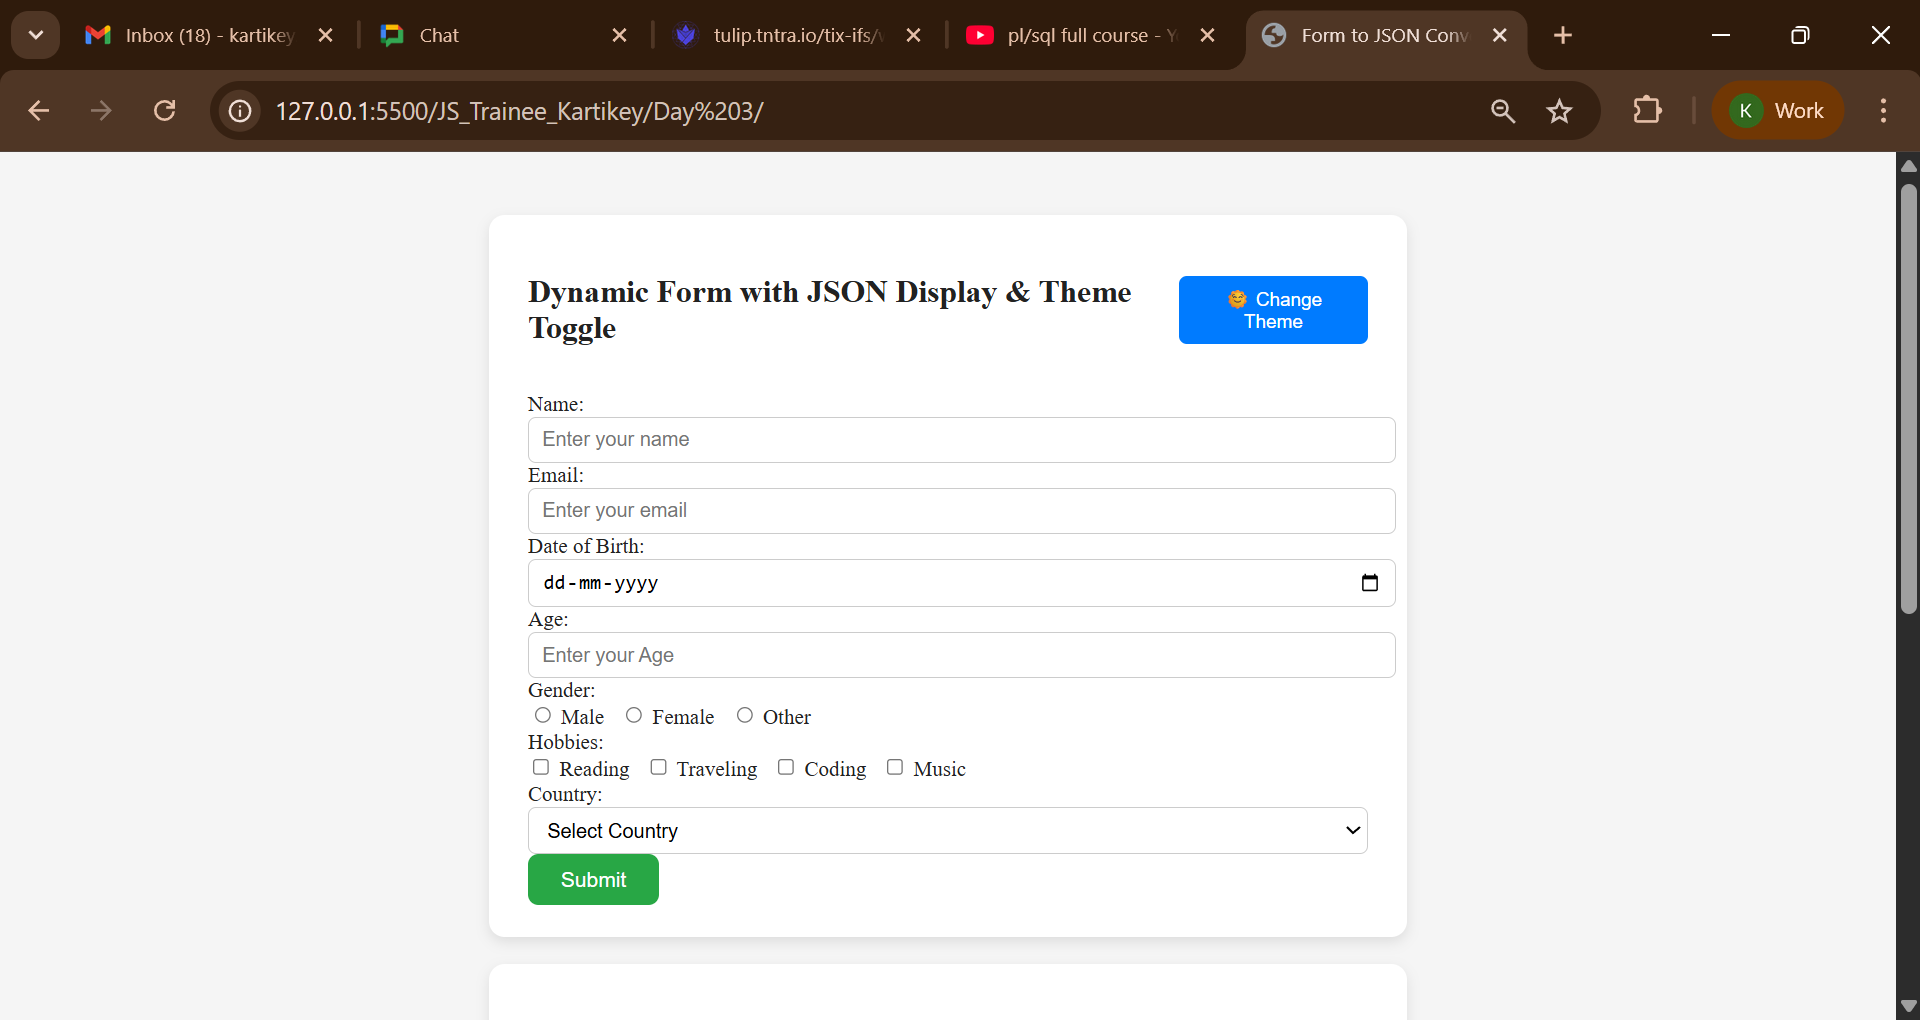 Inbox (18) - kartikey
Chat
tulip.tntra.io/tix-ifs/
pl/sql full course -
Form to JSON Conv
127.0.0.1:5500/JS_Trainee_Kartikey/Day%203/
K Work
Dynamic Form with JSON Display & Theme
Toggle
🌞 Change
Theme
Name:
Enter your name
Email:
Enter your email
Date of Birth:
dd-mm-yyyy
Age:
Enter your Age
Gender:
Male Female Other
Hobbies:
Reading Traveling Coding Music
Country:
Select Country
Submit